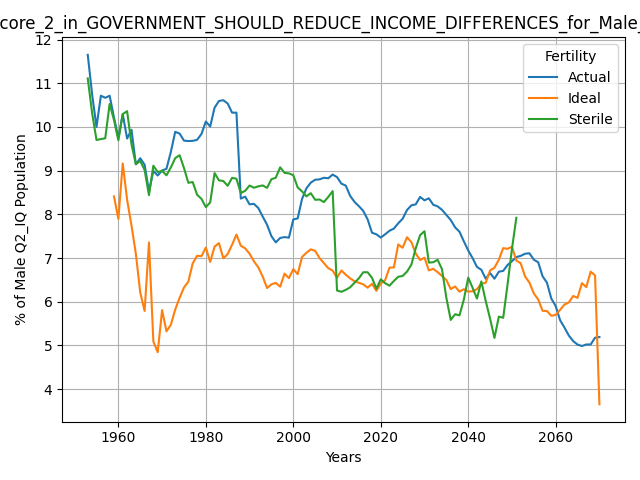 core_2_in_GOVERNMENT_SHOULD_REDUCE_INCOME_DIFFERENCES_for_Male_
12
11
10
9
8
7
6
5
4
% of Male Q2_IQ Population
Fertility
Actual
Ideal
Sterile
1960
1980
2000
2020
2040
2060
Years